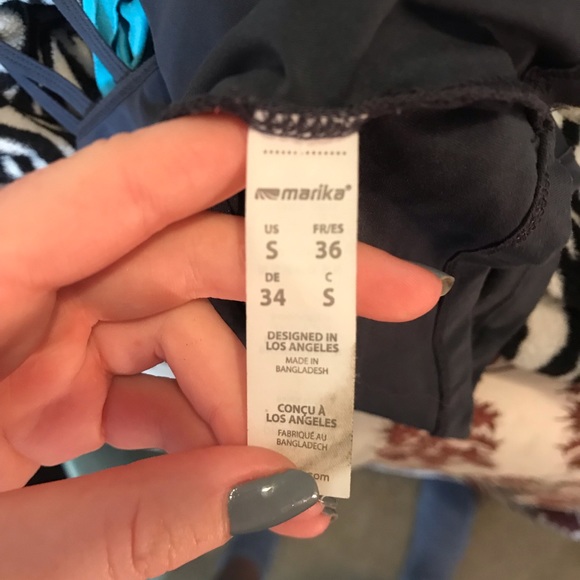 marika®
US FR/ES
S 36
DE C
34 S
DESIGNED IN
LOS ANGELES
MADE IN
BANGLADESH
CONÇU À
LOS ANGELES
FABRIQUÉ AU
BANGLADECH
.com